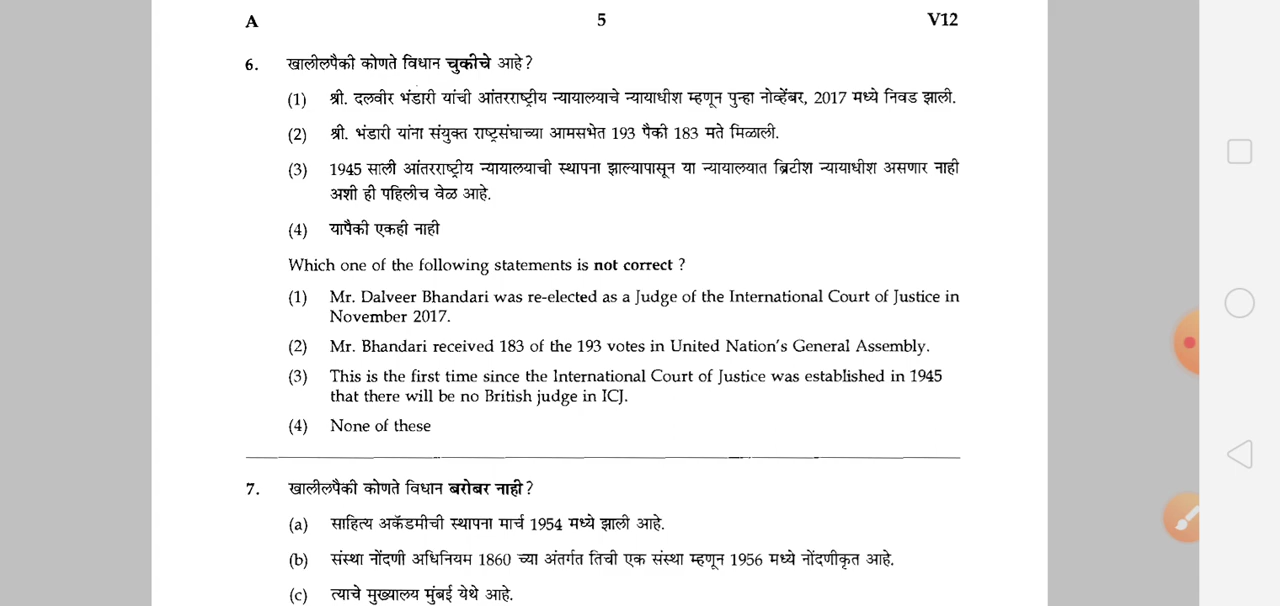 A 5 V12
6. खालीलपैकी कोणते विधान चुकीचे आहे ?
(1) श्री. दलवीर भंडारी यांची आंतरराष्ट्रीय न्यायालयाचे न्यायाधीश म्हणून पुन्हा नोव्हेंबर, 2017 मध्ये निवड झाली.
(2) श्री. भंडारी यांना संयुक्त राष्ट्रसंघाच्या आमसभेत 193 पैकी 183 मते मिळाली.
(3) 1945 साली आंतरराष्ट्रीय न्यायालयाची स्थापना झाल्यापासून या न्यायालयात ब्रिटीश न्यायाधीश असणार नाही
अशी ही पहिलीच वेळ आहे.
(4) यापैकी एकही नाही
Which one of the following statements is not correct ?
(1) Mr. Dalveer Bhandari was re-elected as a Judge of the International Court of Justice in
November 2017.
(2) Mr. Bhandari received 183 of the 193 votes in United Nation's General Assembly.
(3) This is the first time since the International Court of Justice was established in 1945
that there will be no British judge in ICJ.
(4) None of these
7. खालीलपैकी कोणते विधान बरोबर नाही ?
(a) साहित्य अकॅडमीची स्थापना मार्च 1954 मध्ये झाली आहे.
(b) संस्था नोंदणी अधिनियम 1860 च्या अंतर्गत तिची एक संस्था म्हणून 1956 मध्ये नोंदणीकृत आहे.
(c) त्याचे मुख्यालय मुंबई येथे आहे.